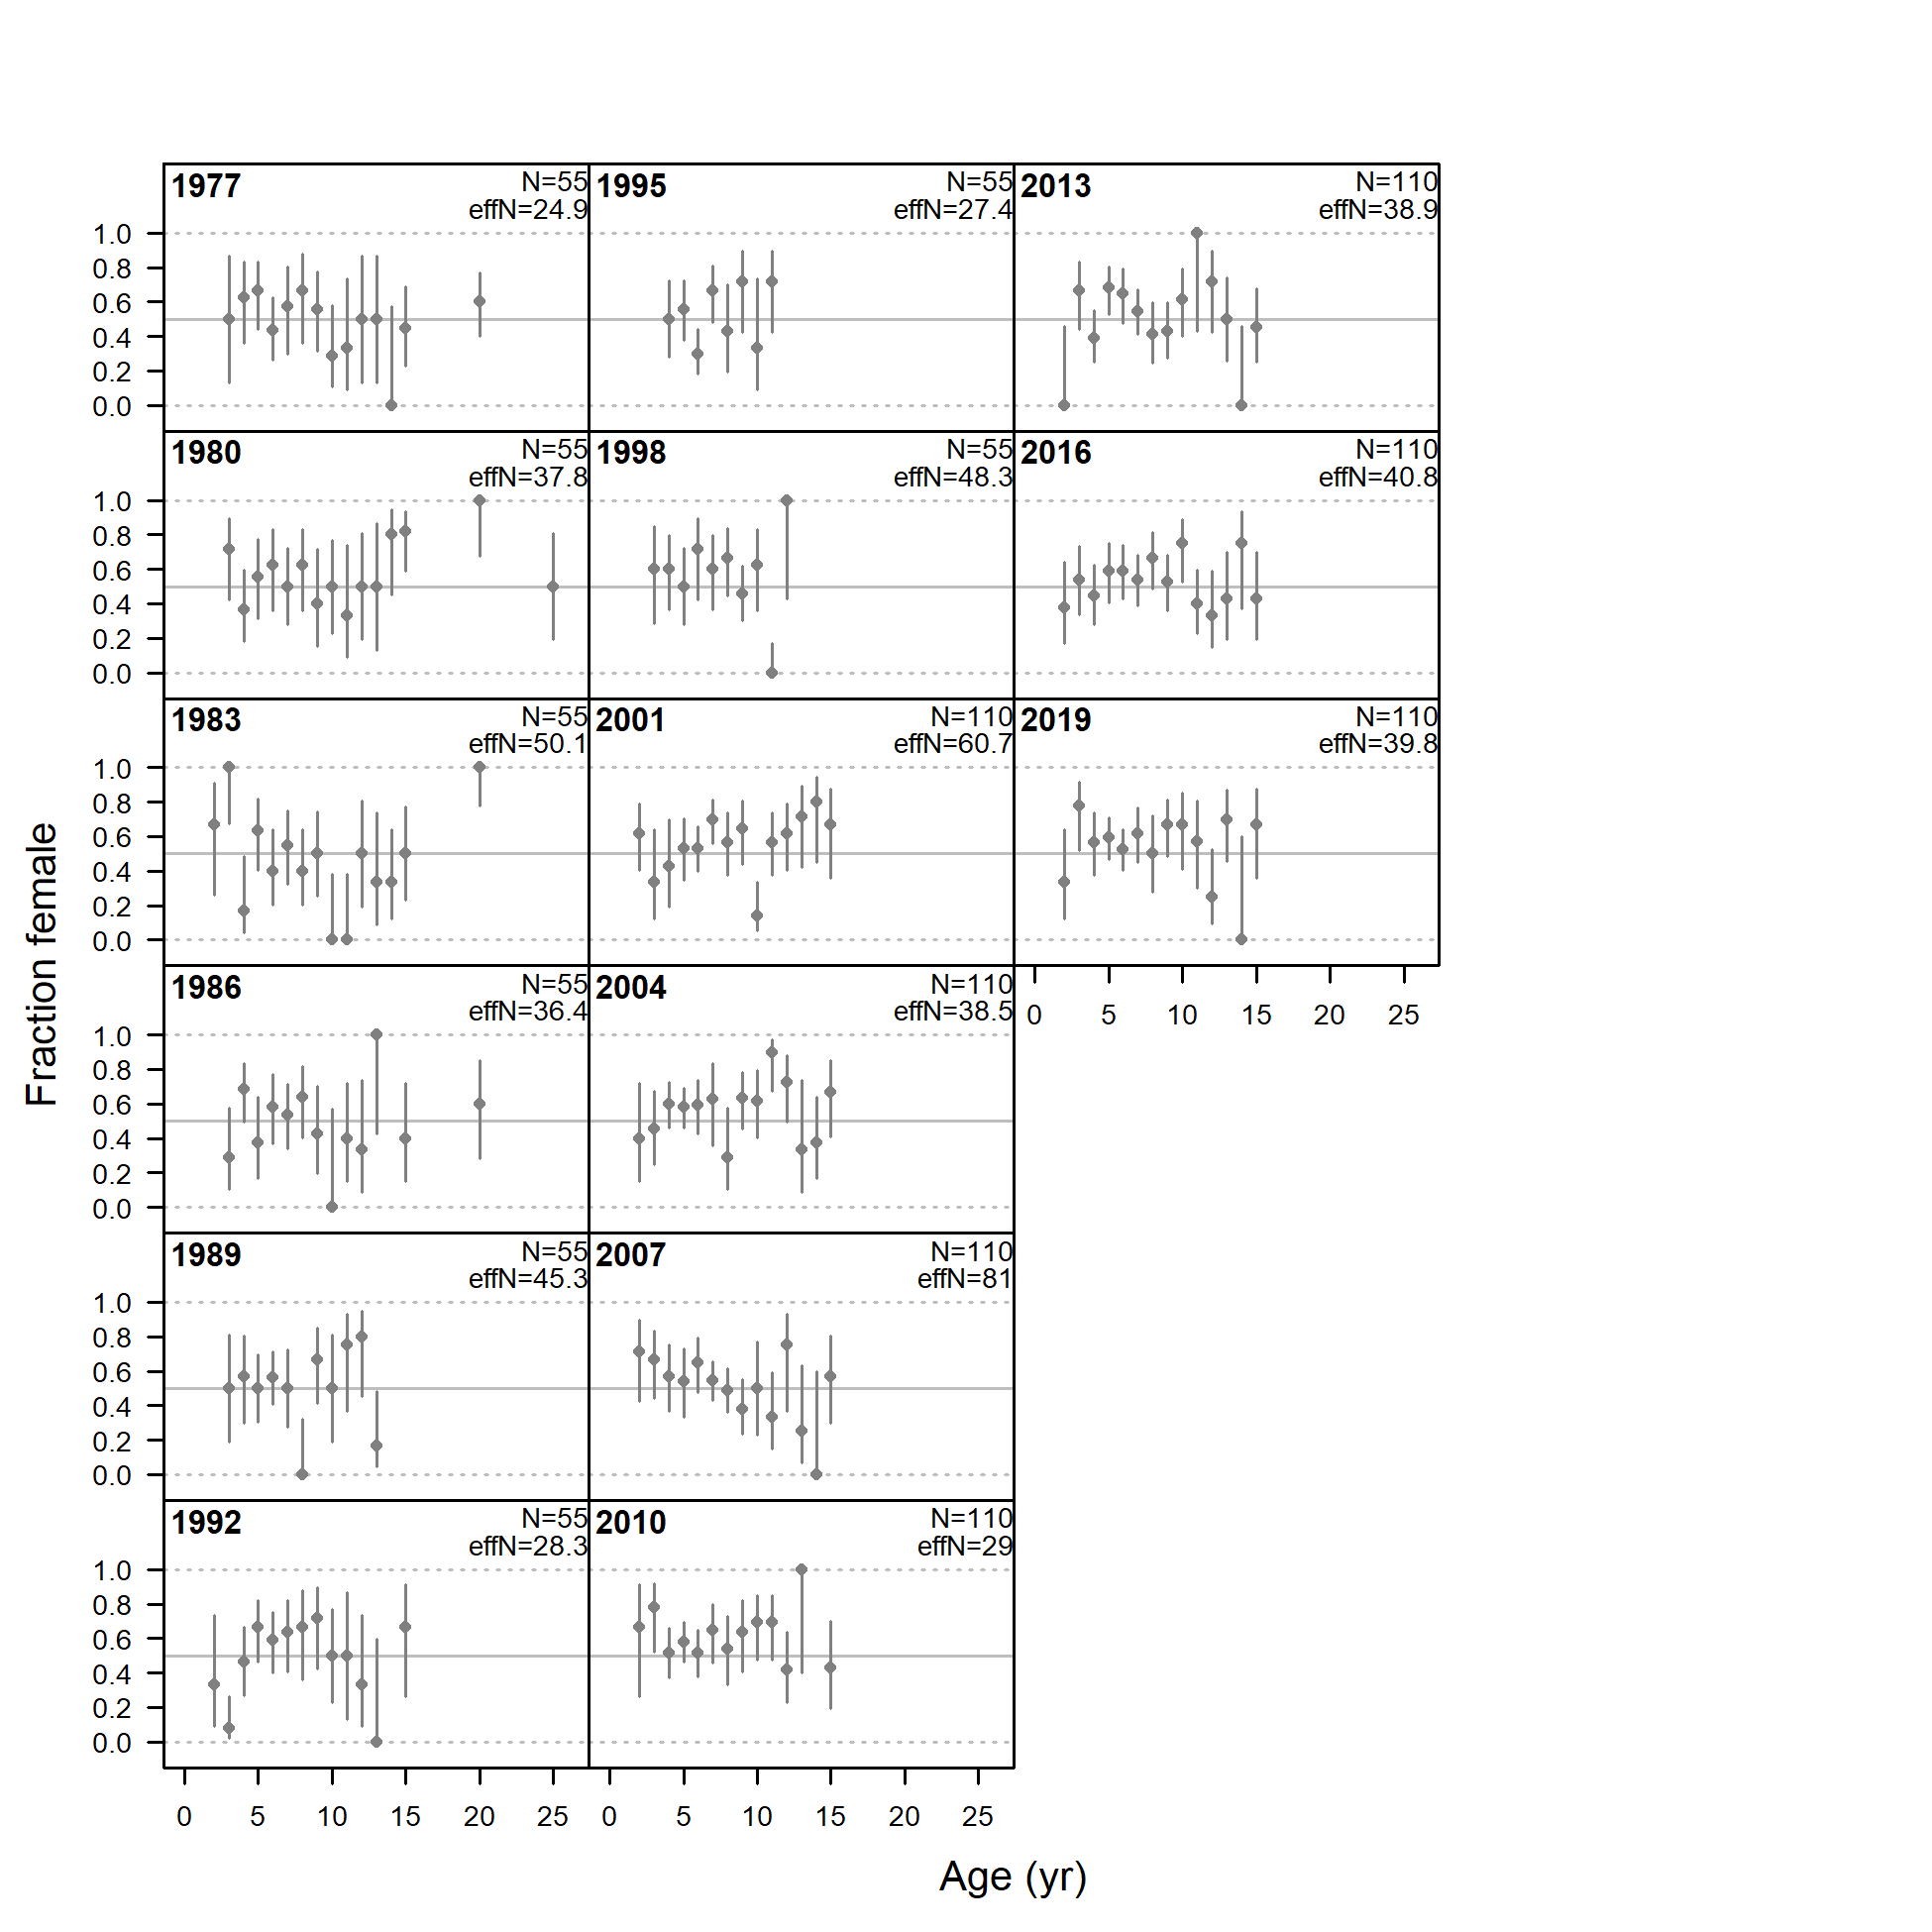 1977
N=55
effN=24.9
1995
N=55
effN=27.4
2013
N=110
effN=38.9
1.0
0.8
0.6
0.4
0.2
0.0
1980
N=55
effN=37.8
1998
N=55
effN=48.3
2016
N=110
effN=40.8
1.0
0.8
0.6
0.4
0.2
0.0
1983
N=55
effN=50.1
2001
N=110
effN=60.7
2019
N=110
effN=39.8
1.0
0.8
0.6
0.4
0.2
0.0
1986
N=55
effN=36.4
2004
N=110
effN=38.5
0 5 10 15 20 25
1.0
0.8
0.6
0.4
0.2
0.0
1989
N=55
effN=45.3
2007
N=110
effN=81
1.0
0.8
0.6
0.4
0.2
0.0
1992
N=55
effN=28.3
2010
N=110
effN=29
1.0
0.8
0.6
0.4
0.2
0.0
0 5 10 15 20 25 0 5 10 15 20 25
Fraction female
Age (yr)